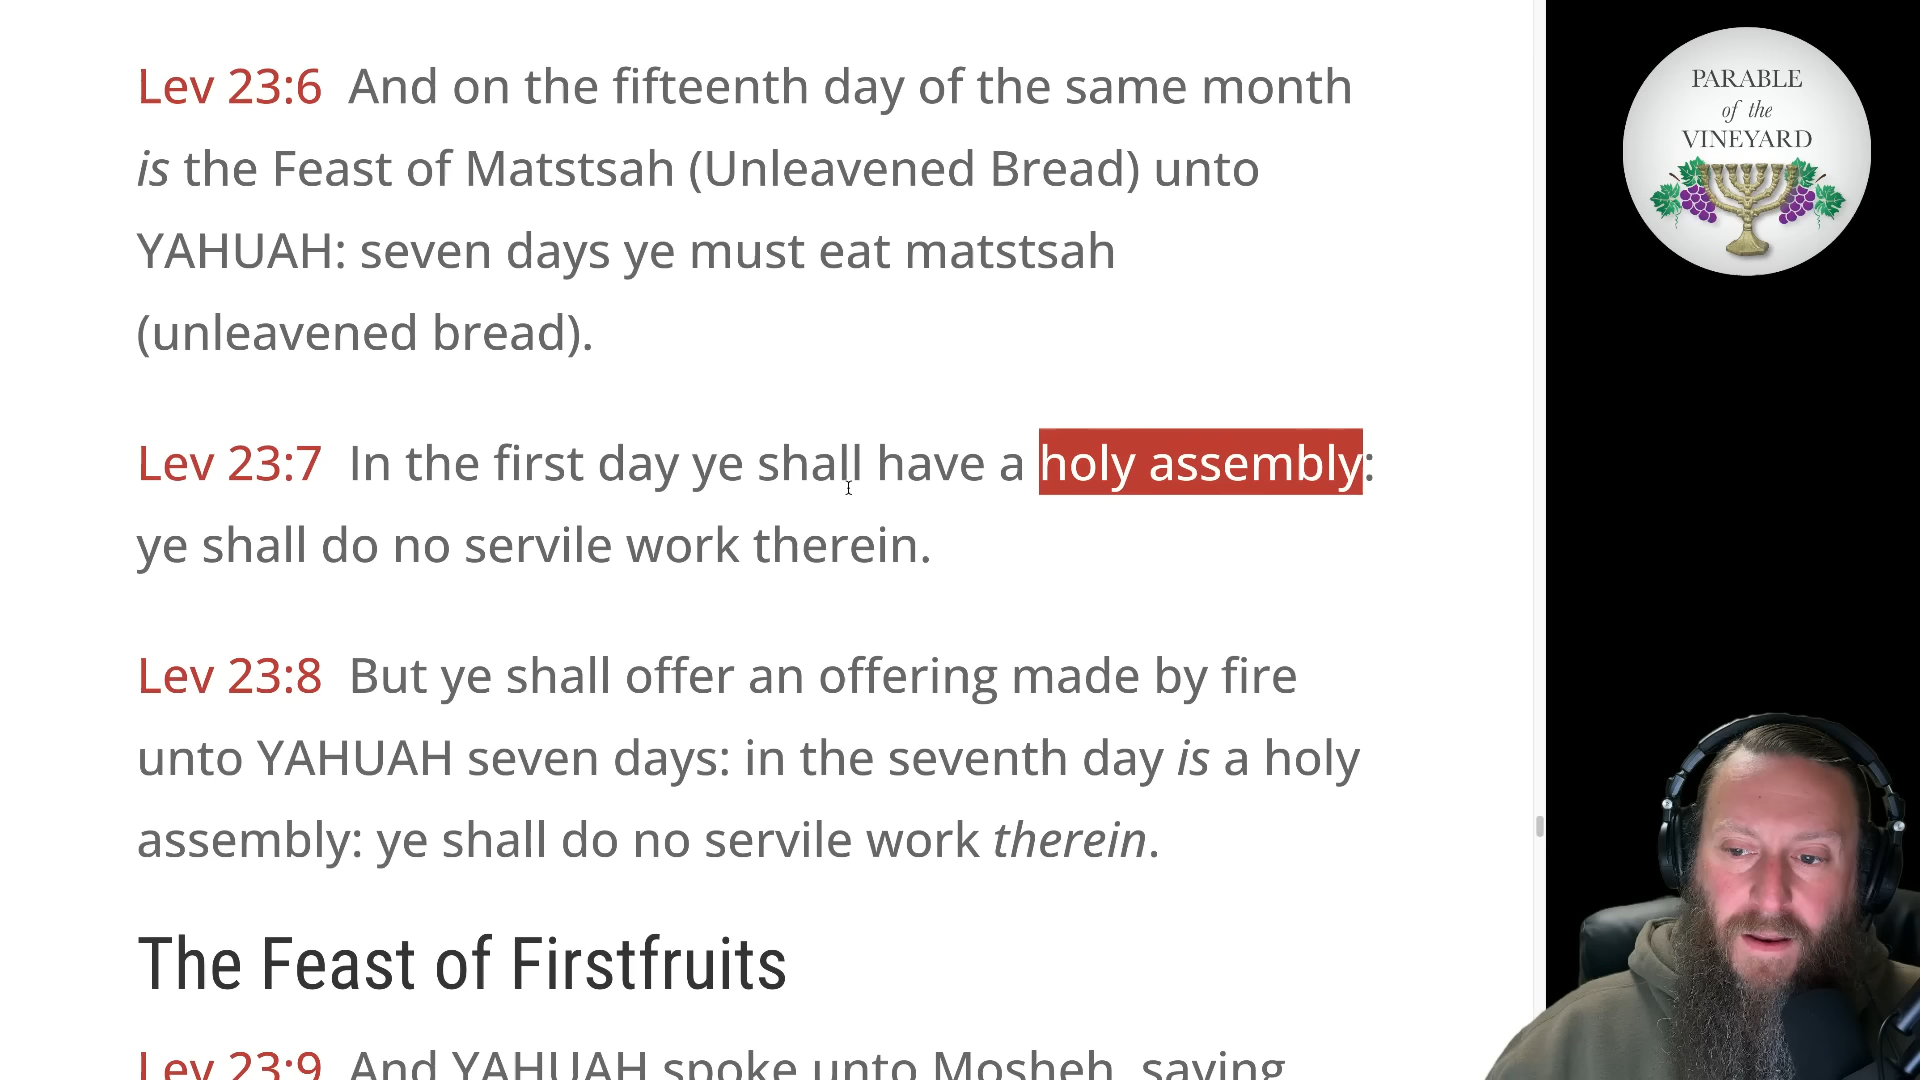 Lev 23:6 And on the fifteenth day of the same month
is the Feast of Matstsah (Unleavened Bread) unto
YAHUAH: seven days ye must eat matstsah
(unleavened bread).
Lev 23:7 In the first day ye shall have a holy assembly:
ye shall do no servile work therein.
Lev 23:8 But ye shall offer an offering made by fire
unto YAHUAH seven days: in the seventh day is a holy
assembly: ye shall do no servile work therein.
The Feast of Firstfruits
Lev 23:9 And YAHUAH spoke unto Mosheh, saying
PARABLE
of the
VINEYARD